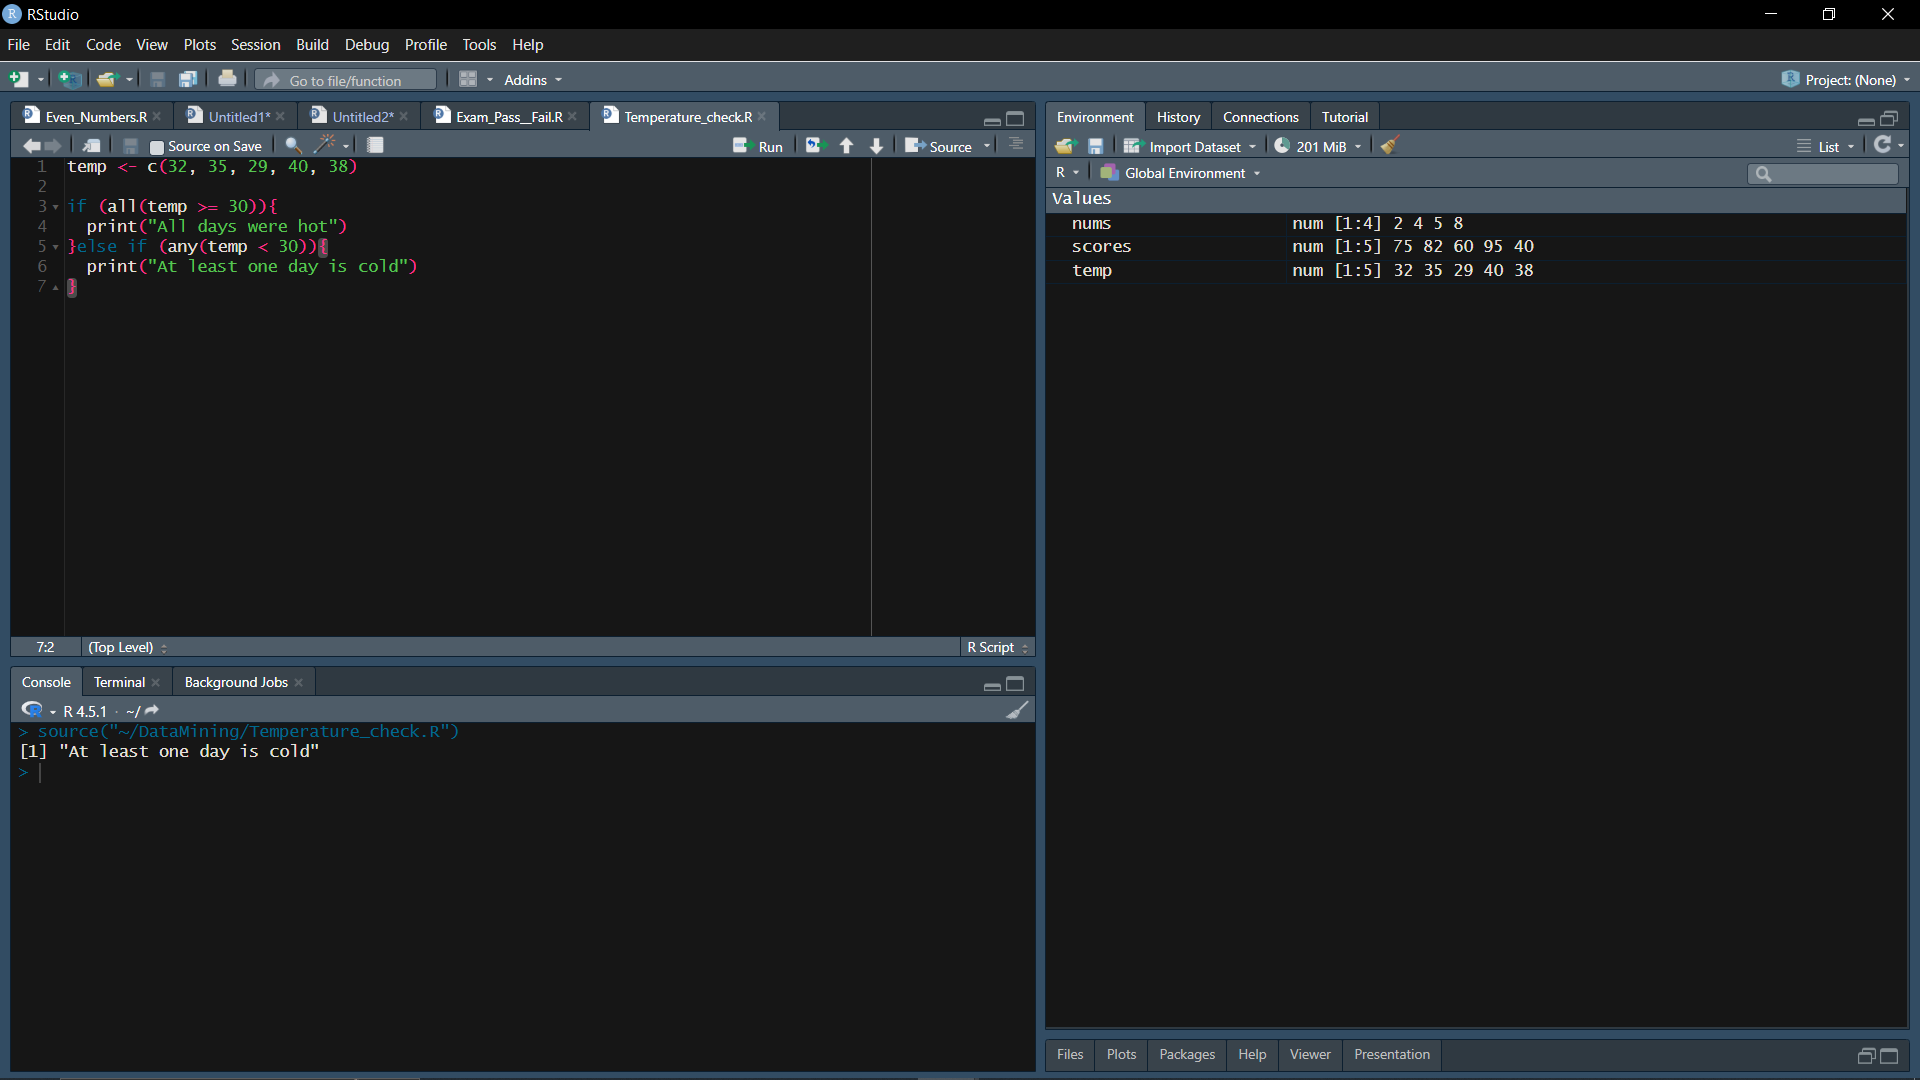 RStudio
File Edit Code View Plots Session Build Debug Profile Tools Help
Go to file/function Addins Project: (None)
Even_Numbers.R Untitled1* Untitled2* Exam_Pass__Fail.R Temperature_check.R
Source on Save Run Source
1 temp <- c(32, 35, 29, 40, 38)
2
3 if (all(temp >= 30)){
4 print("All days were hot")
5 }else if (any(temp < 30)){
6 print("At least one day is cold")
7 }
7:2 (Top Level) R Script
Console Terminal Background Jobs
R 4.5.1 · ~/
> source("~/DataMining/Temperature_check.R")
[1] "At least one day is cold"
>
Environment History Connections Tutorial
Import Dataset 201 MiB List
R Global Environment
Values
nums num [1:4] 2 4 5 8
scores num [1:5] 75 82 60 95 40
temp num [1:5] 32 35 29 40 38
Files Plots Packages Help Viewer Presentation